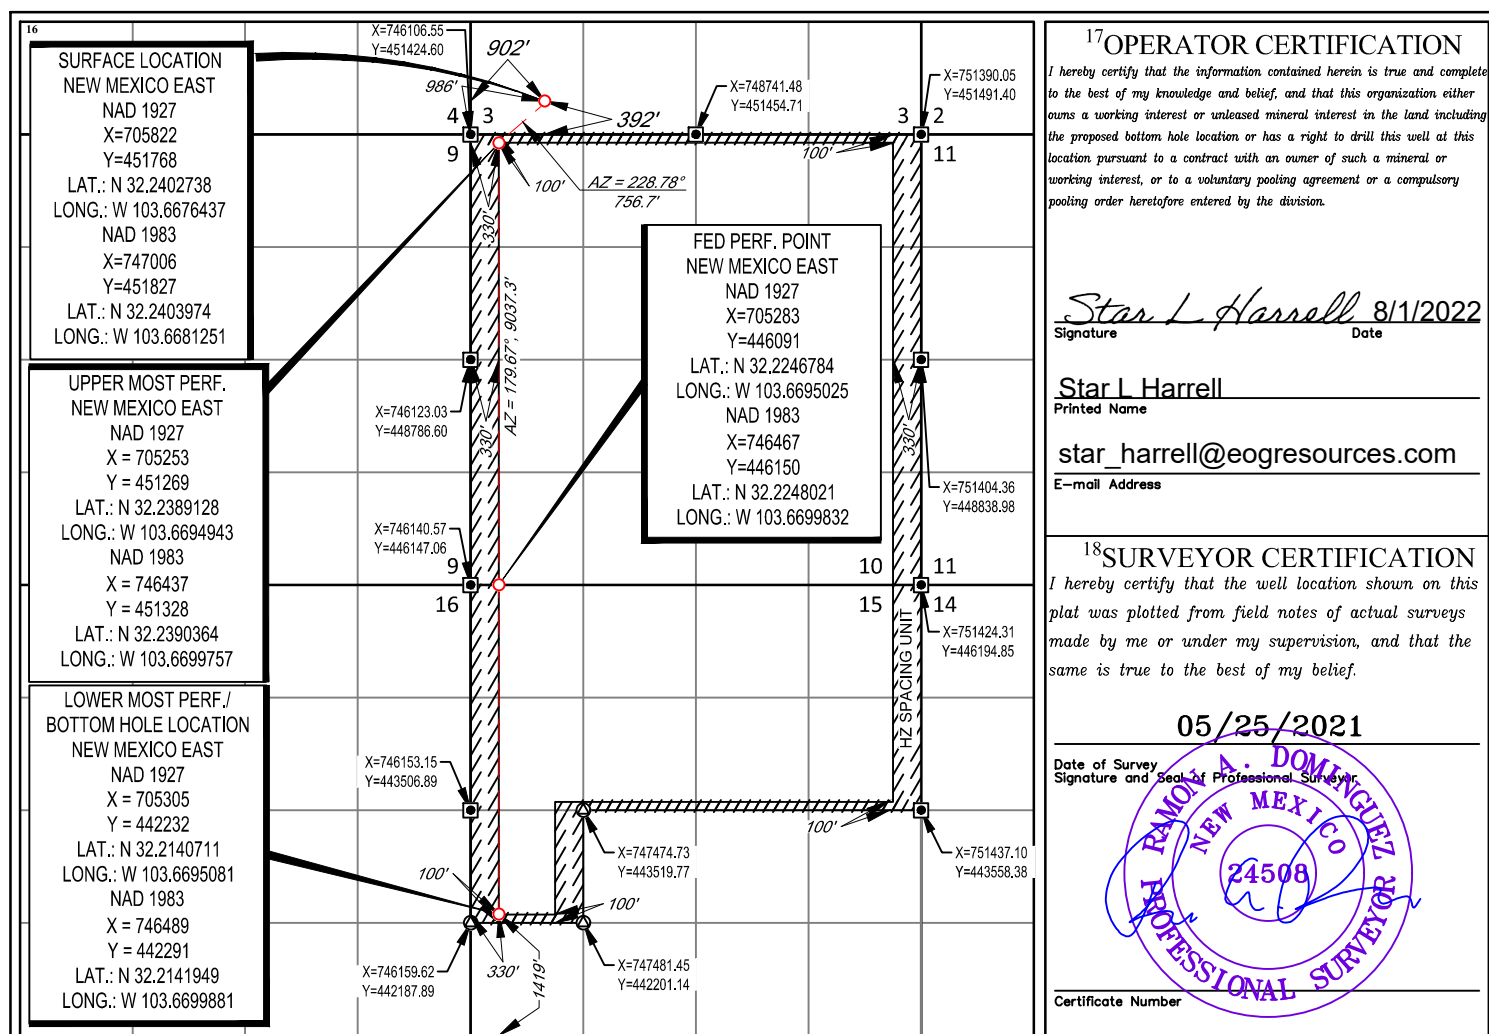 16
SURFACE LOCATION
NEW MEXICO EAST
NAD 1927
X=705822
Y=451768
LAT.: N 32.2402738
LONG.: W 103.6676437
NAD 1983
X=747006
Y=451827
LAT.: N 32.2403974
LONG.: W 103.6681251
UPPER MOST PERF.
NEW MEXICO EAST
NAD 1927
X = 705253
Y = 451269
LAT.: N 32.2389128
LONG.: W 103.6694943
NAD 1983
X = 746437
Y = 451328
LAT.: N 32.2390364
LONG.: W 103.6699757
LOWER MOST PERF./
BOTTOM HOLE LOCATION
NEW MEXICO EAST
NAD 1927
X = 705305
Y = 442232
LAT.: N 32.2140711
LONG.: W 103.6695081
NAD 1983
X = 746489
Y = 442291
LAT.: N 32.2141949
LONG.: W 103.6699881
X=746106.55
Y=451424.60
902'
986'
392'
X=748741.48
Y=451454.71
X=751390.05
Y=451491.40
4 3
9
3 2
11
100'
100'
AZ = 228.78°
756.7'
330'
AZ = 179.67°, 9037.3'
FED PERF. POINT
NEW MEXICO EAST
NAD 1927
X=705283
Y=446091
LAT.: N 32.2246784
LONG.: W 103.6695025
NAD 1983
X=746467
Y=446150
LAT.: N 32.2248021
LONG.: W 103.6699832
X=746123.03
Y=448786.60
330'
330'
X=751404.36
Y=448838.98
X=746140.57
Y=446147.06
9
16
10 11
15 14
X=751424.31
Y=446194.85
HZ SPACING UNIT
X=746153.15
Y=443506.89
100'
X=747474.73
Y=443519.77
X=751437.10
Y=443558.38
100'
100'
X=746159.62
Y=442187.89
330'
1419'
X=747481.45
Y=442201.14
17 OPERATOR CERTIFICATION
I hereby certify that the information contained herein is true and complete
to the best of my knowledge and belief, and that this organization either
owns a working interest or unleased mineral interest in the land including
the proposed bottom hole location or has a right to drill this well at this
location pursuant to a contract with an owner of such a mineral or
working interest, or to a voluntary pooling agreement or a compulsory
pooling order heretofore entered by the division.
Star L Harrell 8/1/2022
Signature Date
Star L Harrell
Printed Name
star_harrell@eogresources.com
E-mail Address
18 SURVEYOR CERTIFICATION
I hereby certify that the well location shown on this
plat was plotted from field notes of actual surveys
made by me or under my supervision, and that the
same is true to the best of my belief.
05/25/2021
Date of Survey
Signature and Seal of Professional Surveyor:
RAMON A. DOMINGUEZ
NEW MEXICO
24508
PROFESSIONAL SURVEYOR
Certificate Number